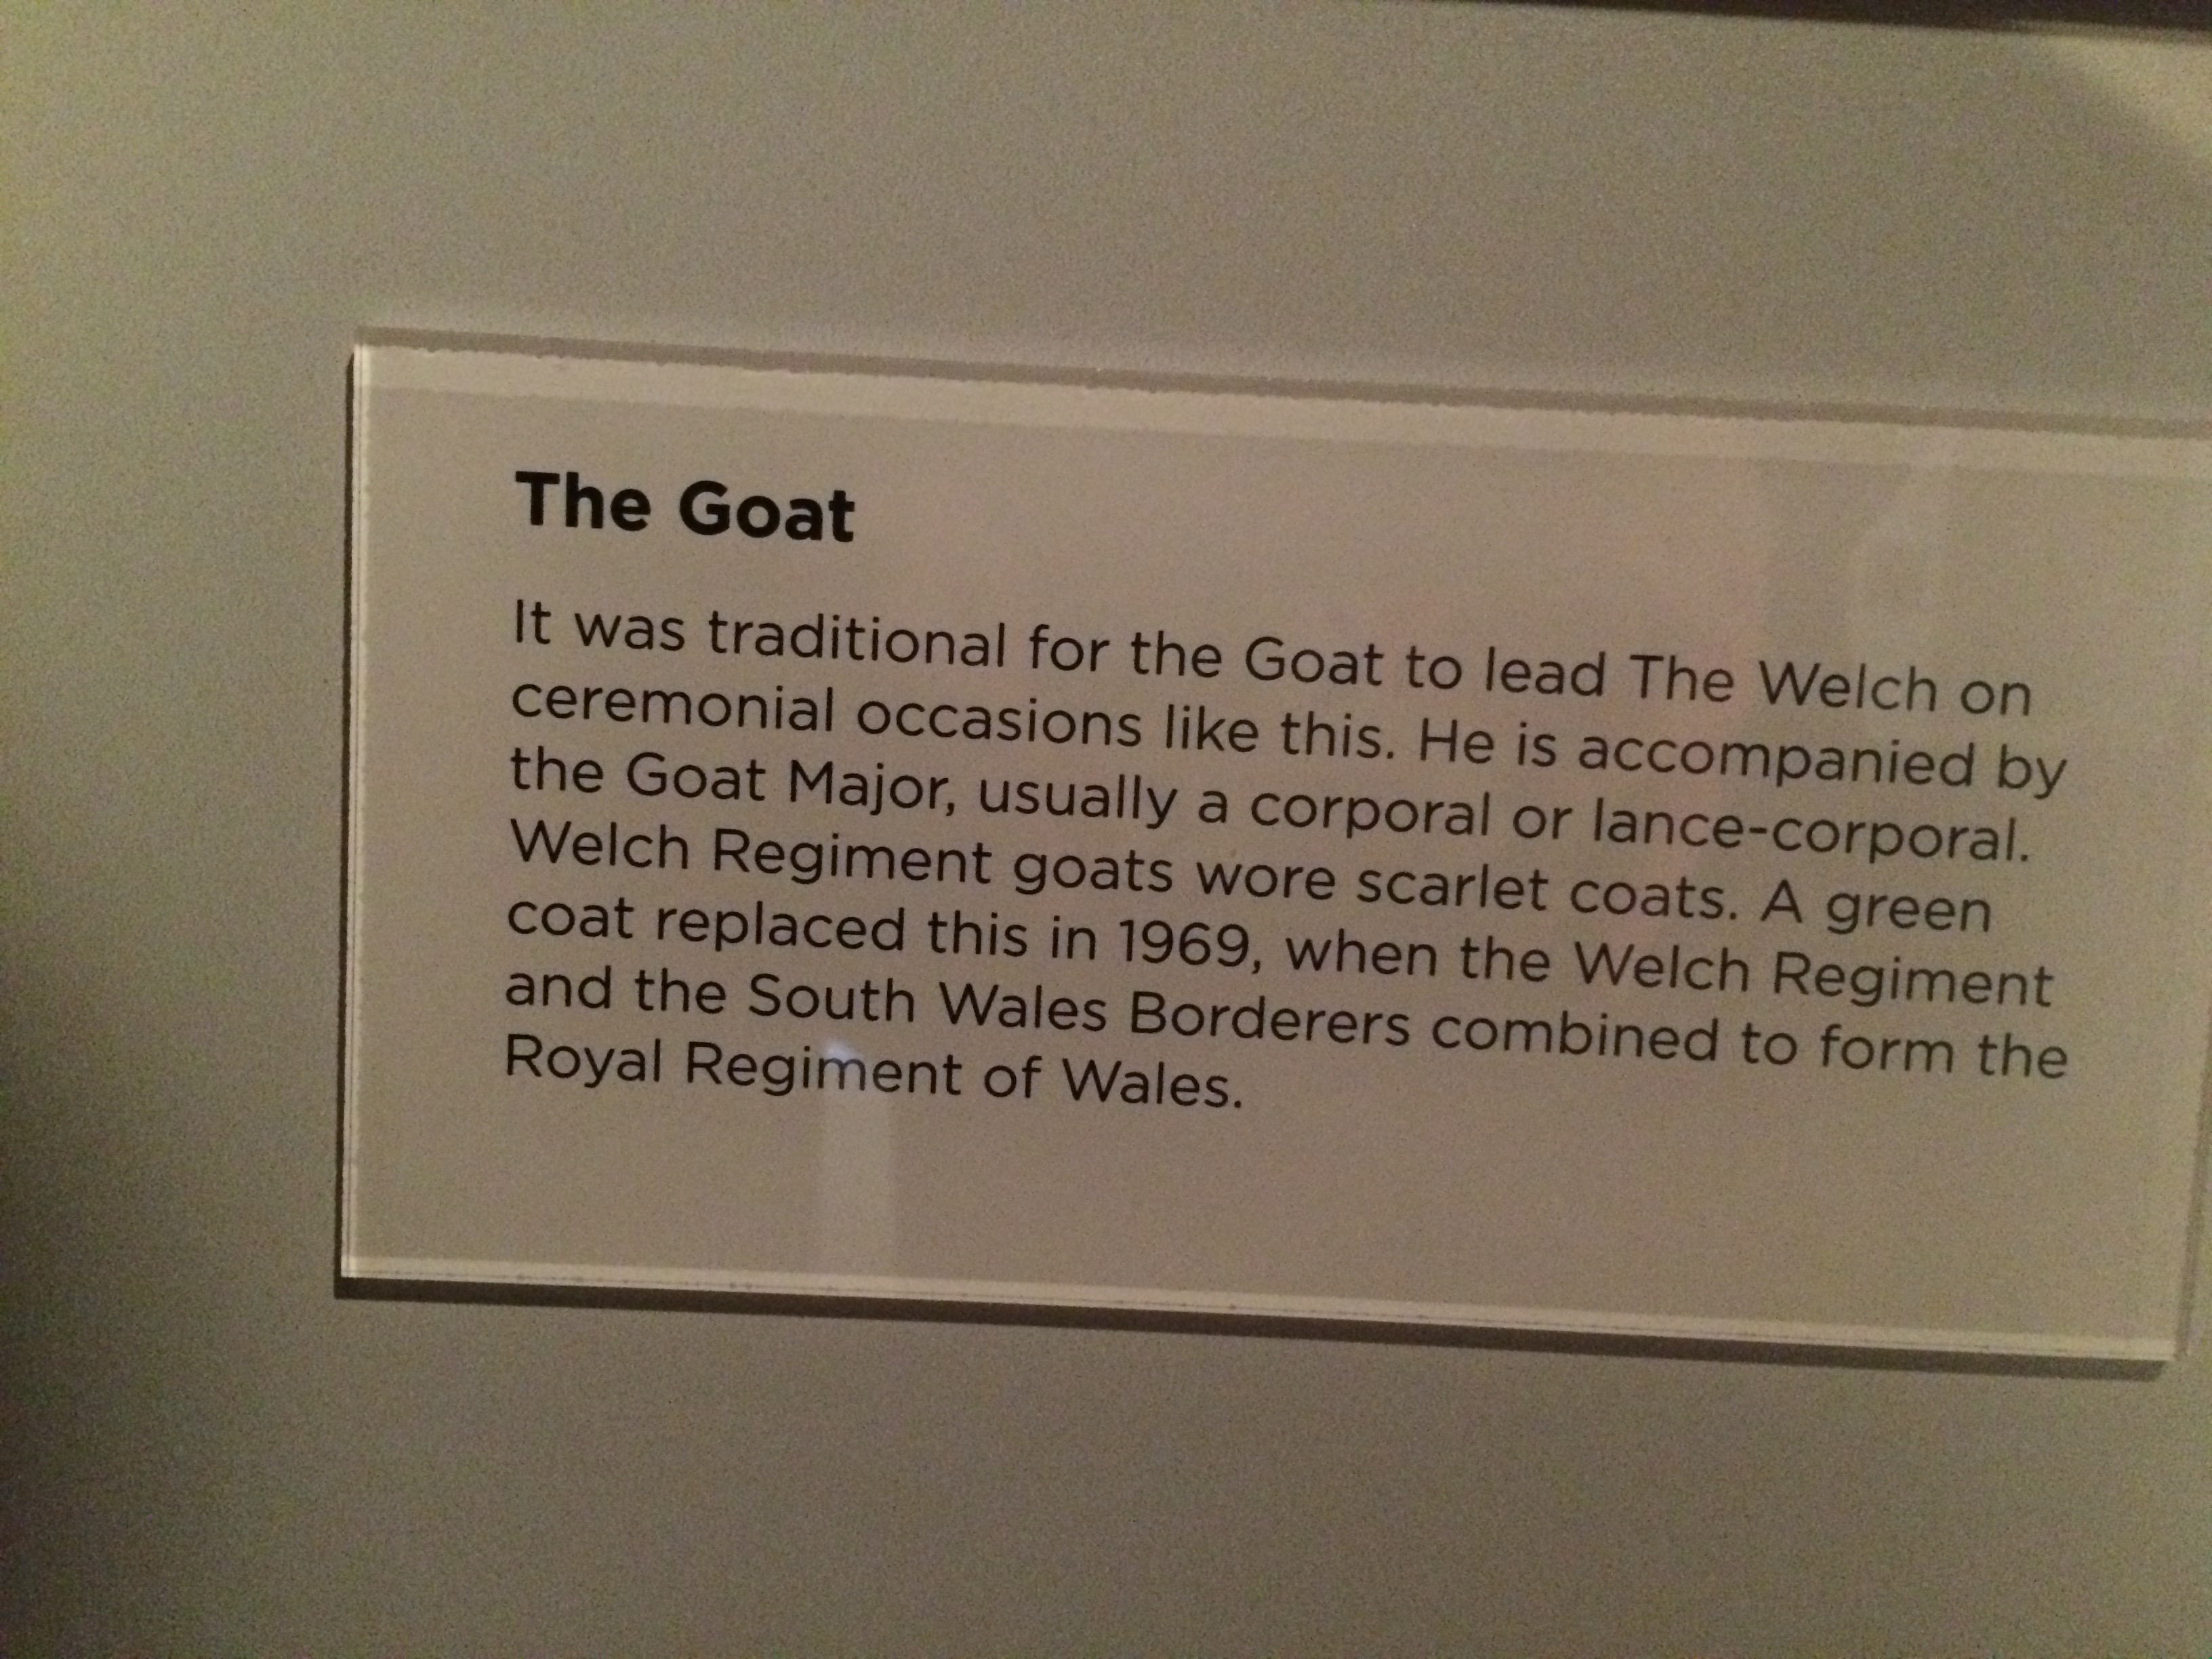 The Goat
It was traditional for the Goat to lead The Welch on
ceremonial occasions like this. He is accompanied by
the Goat Major, usually a corporal or lance-corporal.
Welch Regiment goats wore scarlet coats. A green
coat replaced this in 1969, when the Welch Regiment
and the South Wales Borderers combined to form the
Royal Regiment of Wales.